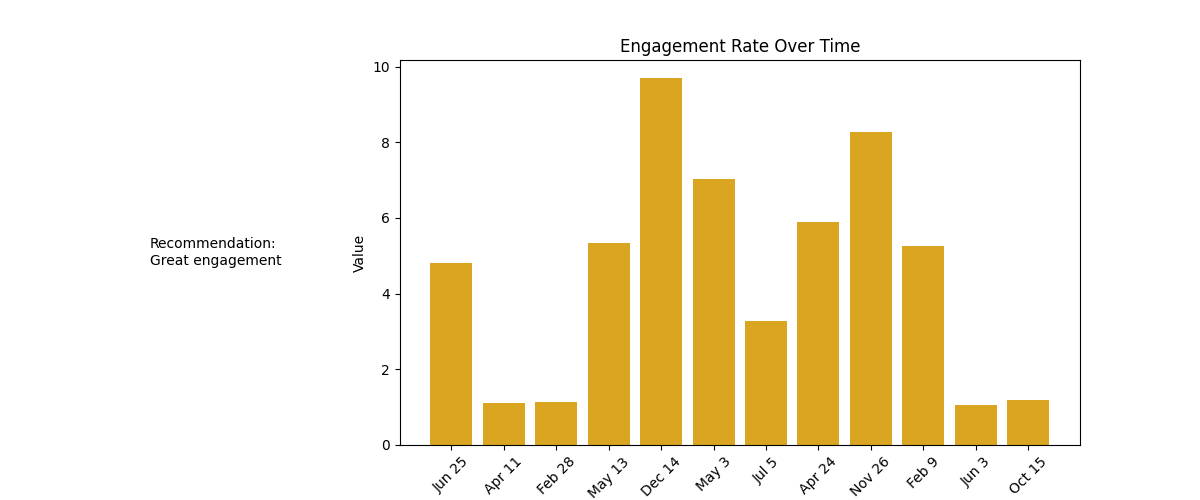 Engagement Rate Over Time
Recommendation:
Great engagement
Value
10
8
6
4
2
0
Jun 25
Apr 11
Feb 28
May 13
Dec 14
May 3
Jul 5
Apr 24
Nov 26
Feb 9
Jun 3
Oct 15